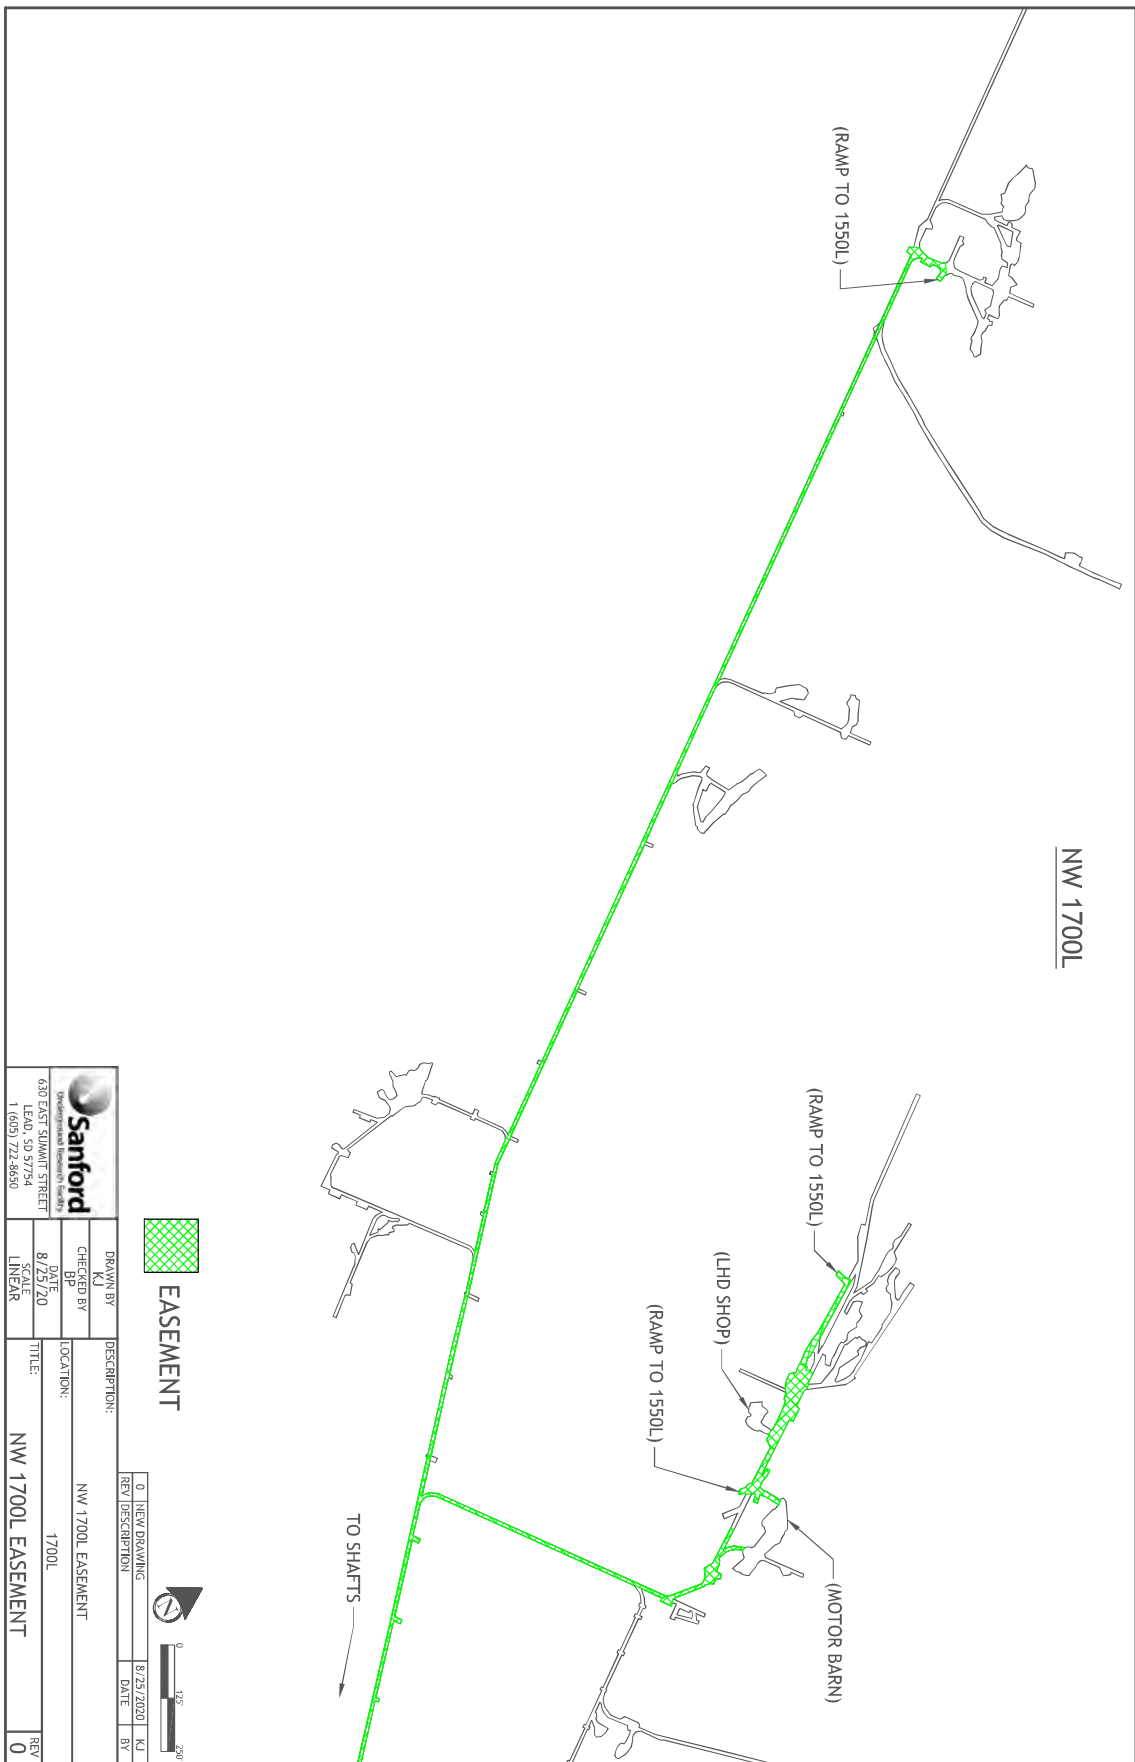 NW 1700L
(RAMP TO 1550L)
(RAMP TO 1550L)
(LHD SHOP)
(RAMP TO 1550L)
(MOTOR BARN)
TO SHAFTS
EASEMENT
N
0 125' 250'
Sanford
Underground Research Facility
630 EAST SUMMIT STREET
LEAD, SD 57754
1 (605) 722-8650
DRAWN BY
KJ
CHECKED BY
BP
DATE
8/25/20
SCALE
LINEAR
0 NEW DRAWING 8/25/2020 KJ
REV DESCRIPTION DATE BY
DESCRIPTION:
NW 1700L EASEMENT
LOCATION:
1700L
TITLE:
NW 1700L EASEMENT
REV
0